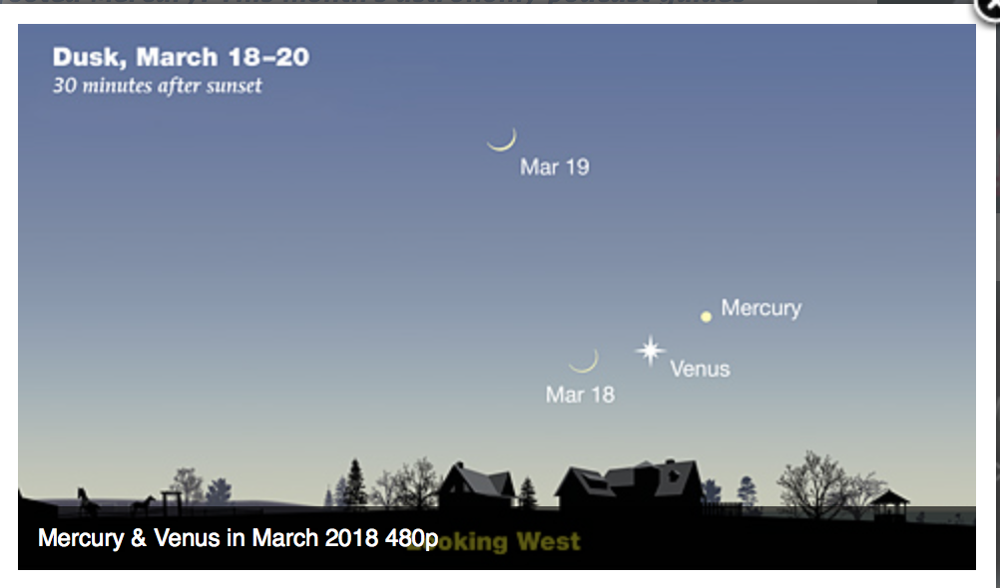 Dusk, March 18–20
30 minutes after sunset
Mar 19
Mercury
Venus
Mar 18
Mercury & Venus in March 2018 480p
Looking West